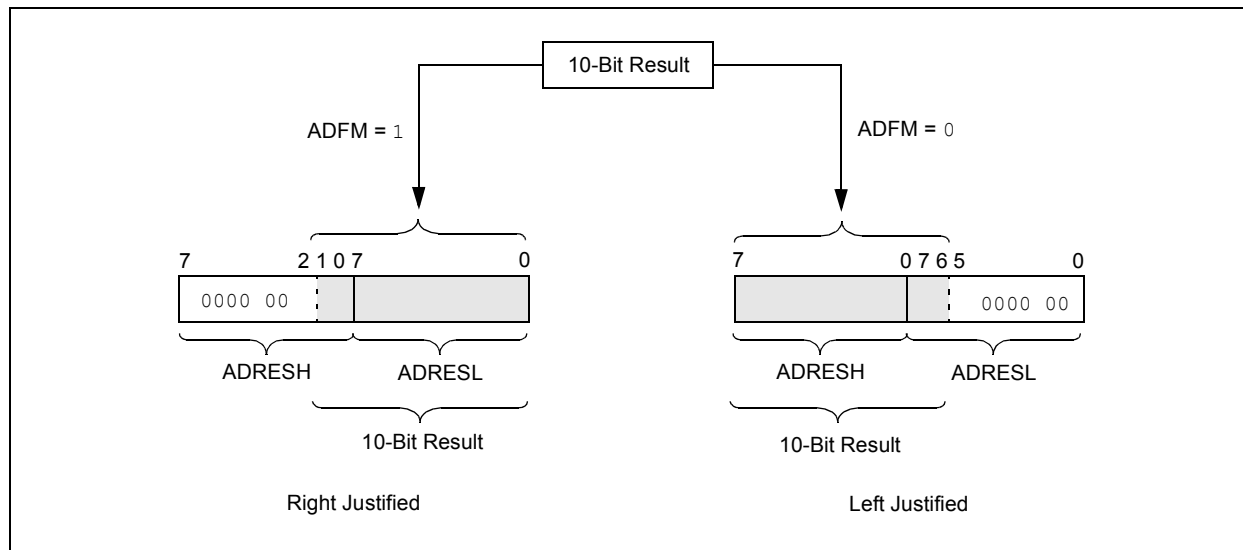 10-Bit Result
ADFM = 1
ADFM = 0
7 2 1 0 7 0
7 0 7 6 5 0
0000 00
0000 00
ADRESH ADRESL
ADRESH ADRESL
10-Bit Result
10-Bit Result
Right Justified
Left Justified